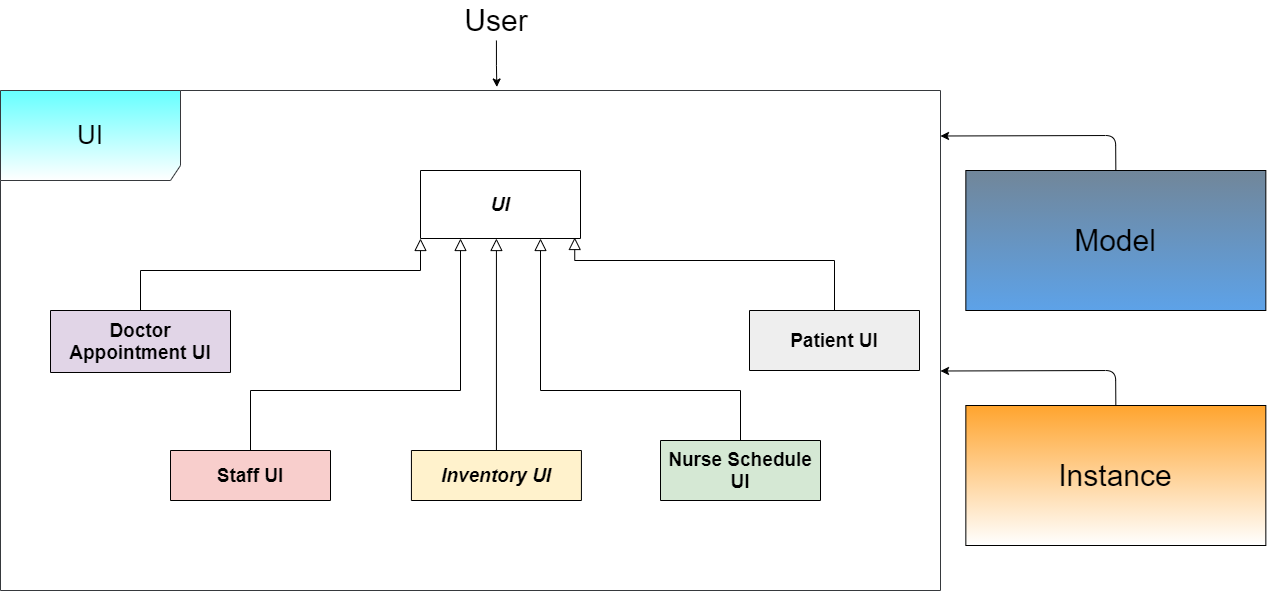 User
UI
UI
Model
Doctor
Appointment UI
Patient UI
Staff UI
Inventory UI
Nurse Schedule
UI
Instance